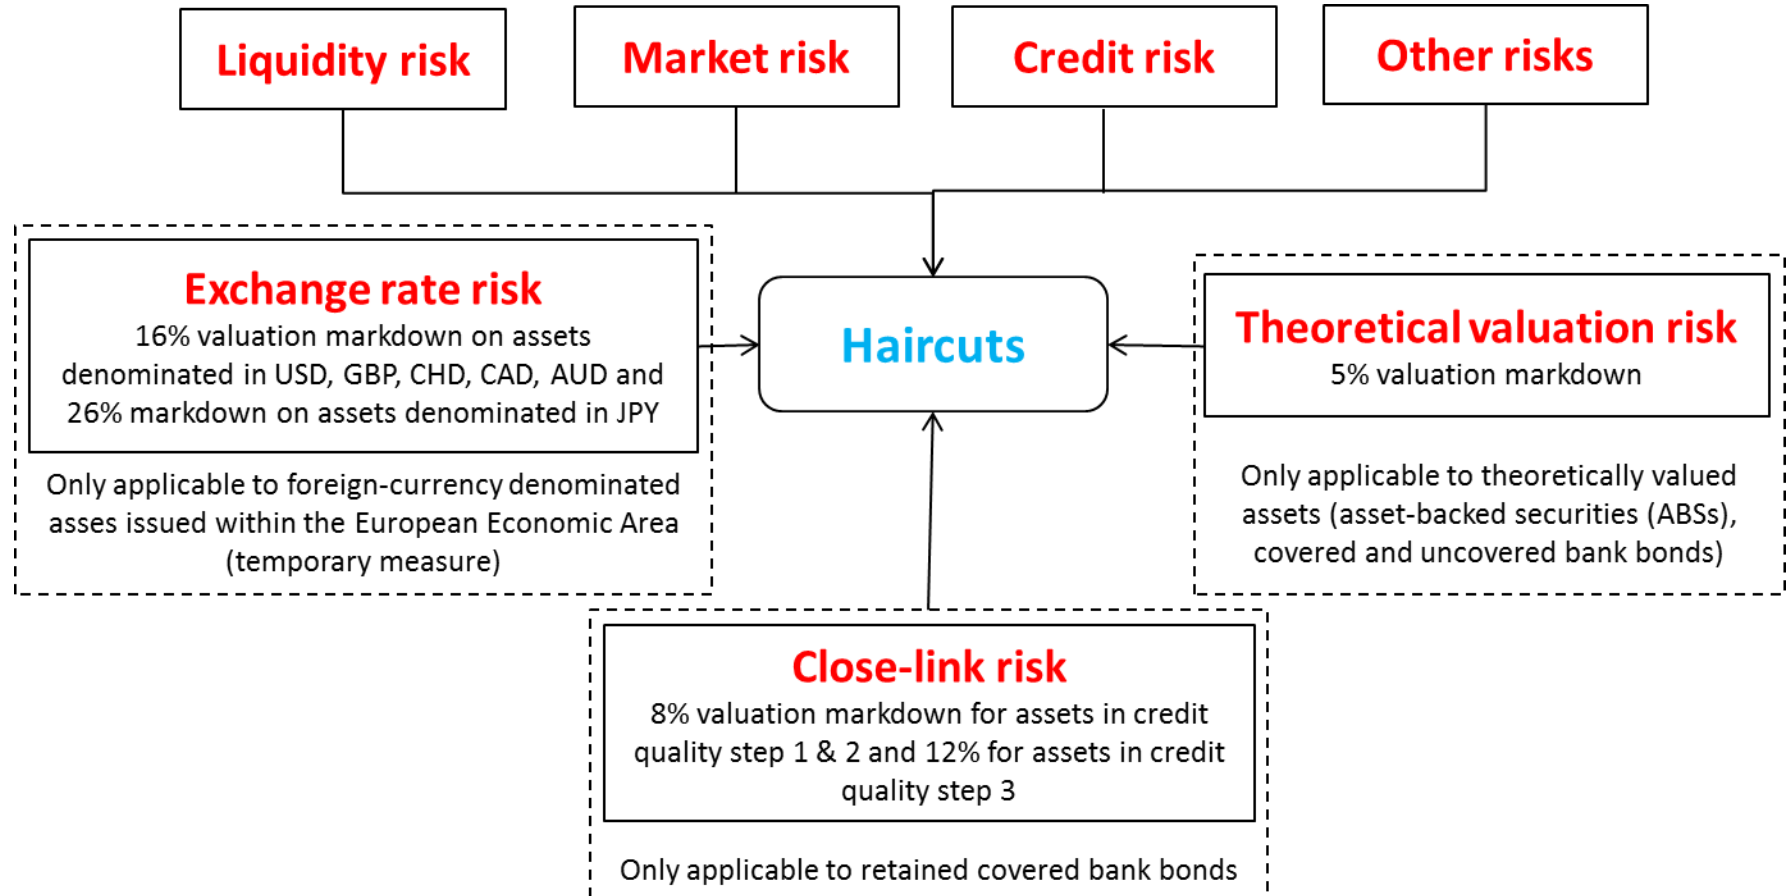 Liquidity risk
Market risk
Credit risk
Other risks
Exchange rate risk
16% valuation markdown on assets
denominated in USD, GBP, CHD, CAD, AUD and
26% markdown on assets denominated in JPY
Only applicable to foreign-currency denominated
asses issued within the European Economic Area
(temporary measure)
Haircuts
Theoretical valuation risk
5% valuation markdown
Only applicable to theoretically valued
assets (asset-backed securities (ABSs),
covered and uncovered bank bonds)
Close-link risk
8% valuation markdown for assets in credit
quality step 1 & 2 and 12% for assets in credit
quality step 3
Only applicable to retained covered bank bonds